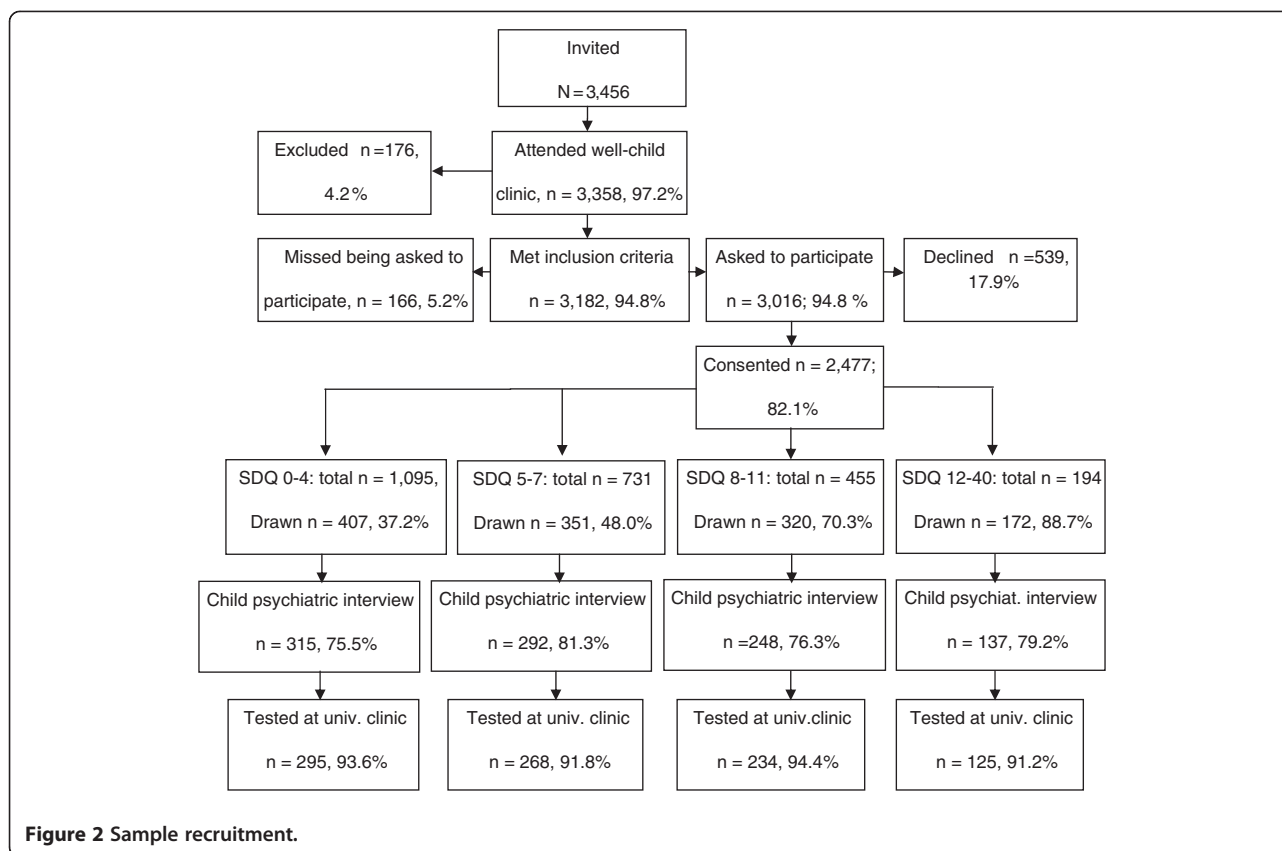 Invited
N = 3,456
Excluded n =176,
4.2%
Attended well-child
clinic, n = 3,358, 97.2%
Missed being asked to
participate, n = 166, 5.2%
Met inclusion criteria
n = 3,182, 94.8%
Asked to participate
n = 3,016; 94.8 %
Declined n =539,
17.9%
Consented n = 2,477;
82.1%
SDQ 0-4: total n = 1,095,
Drawn n = 407, 37.2%
SDQ 5-7: total n = 731
Drawn n = 351, 48.0%
SDQ 8-11: total n = 455
Drawn n = 320, 70.3%
SDQ 12-40: total n = 194
Drawn n = 172, 88.7%
Child psychiatric interview
n = 315, 75.5%
Child psychiatric interview
n = 292, 81.3%
Child psychiatric interview
n =248, 76.3%
Child psychiat. interview
n = 137, 79.2%
Tested at univ. clinic
n = 295, 93.6%
Tested at univ. clinic
n = 268, 91.8%
Tested at univ.clinic
n = 234, 94.4%
Tested at univ. clinic
n = 125, 91.2%
Figure 2 Sample recruitment.